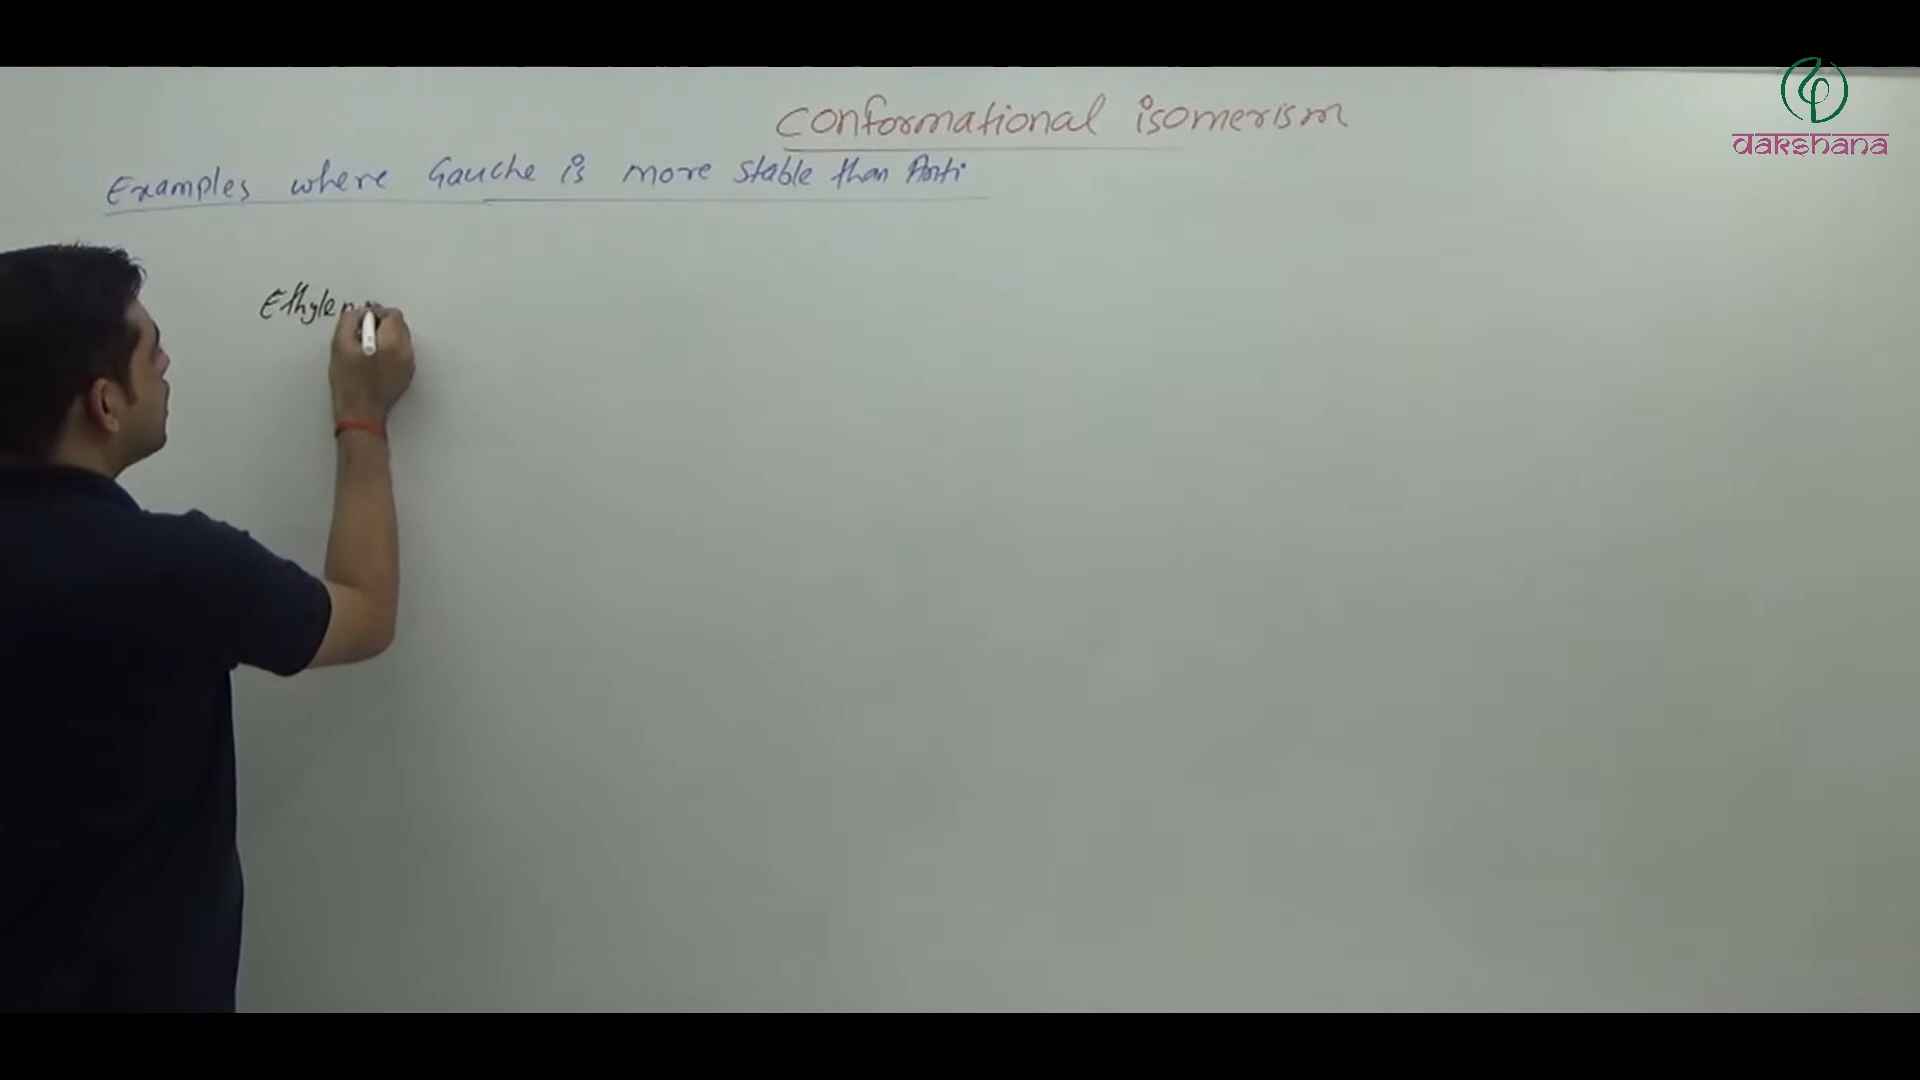 conformational isomerism
dakshana
Examples where Gauche is more stable than Anti
Ethylen